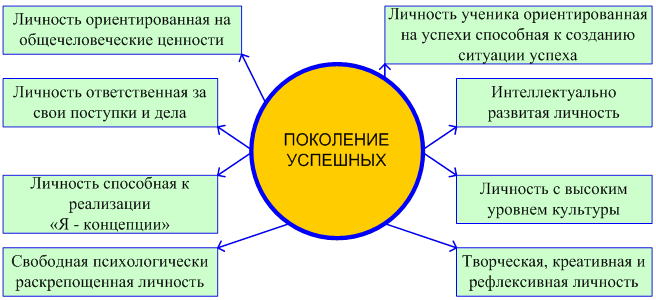 Личность ориентированная на
общечеловеческие ценности
Личность ученика ориентированная
на успехи способная к созданию
ситуации успеха
Личность ответственная за
свои поступки и дела
Интеллектуально
развитая личность
ПОКОЛЕНИЕ
УСПЕШНЫХ
Личность способная к
реализации
«Я - концепции»
Личность с высоким
уровнем культуры
Свободная психологически
раскрепощенная личность
Творческая, креативная и
рефлексивная личность